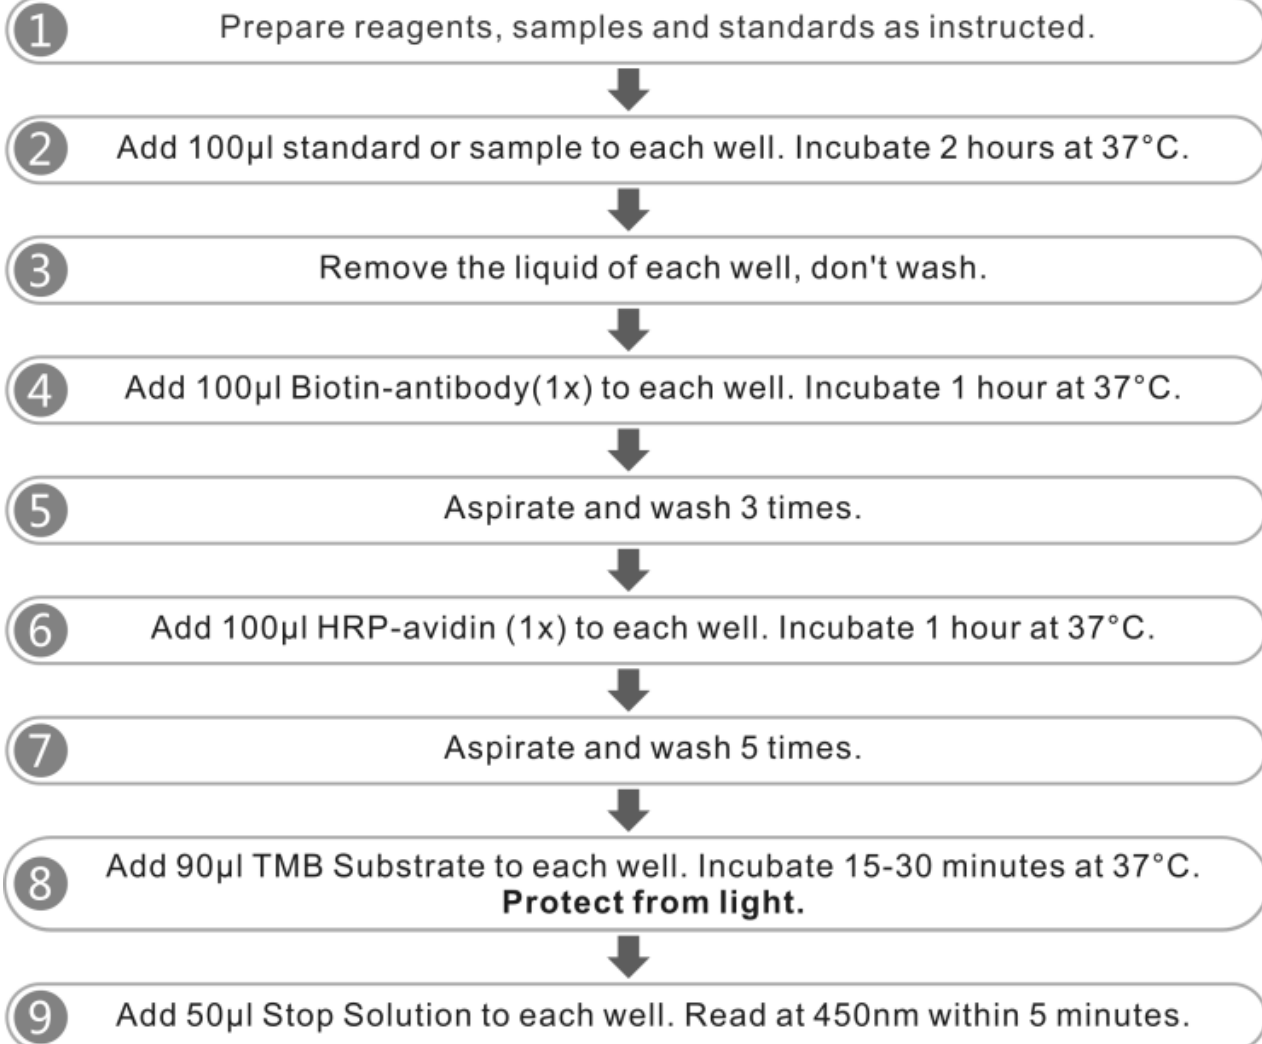 1 Prepare reagents, samples and standards as instructed.
2 Add 100µl standard or sample to each well. Incubate 2 hours at 37°C.
3 Remove the liquid of each well, don't wash.
4 Add 100µl Biotin-antibody(1x) to each well. Incubate 1 hour at 37°C.
5 Aspirate and wash 3 times.
6 Add 100µl HRP-avidin (1x) to each well. Incubate 1 hour at 37°C.
7 Aspirate and wash 5 times.
8 Add 90µl TMB Substrate to each well. Incubate 15-30 minutes at 37°C.
Protect from light.
9 Add 50µl Stop Solution to each well. Read at 450nm within 5 minutes.